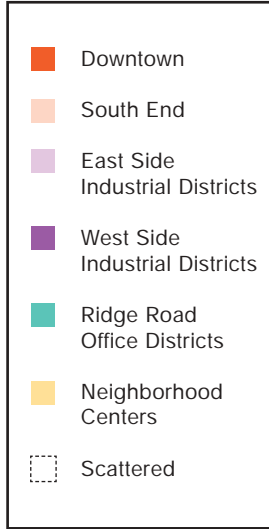 Downtown
South End
East Side
Industrial Districts
West Side
Industrial Districts
Ridge Road
Office Districts
Neighborhood
Centers
Scattered